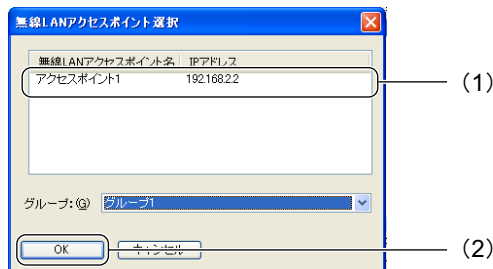 無線LANアクセスポイント選択
無線LANアクセスポイント名 IPアドレス
アクセスポイント1 192.168.2.2
(1)
グループ:(G) グループ1
OK キャンセル
(2)